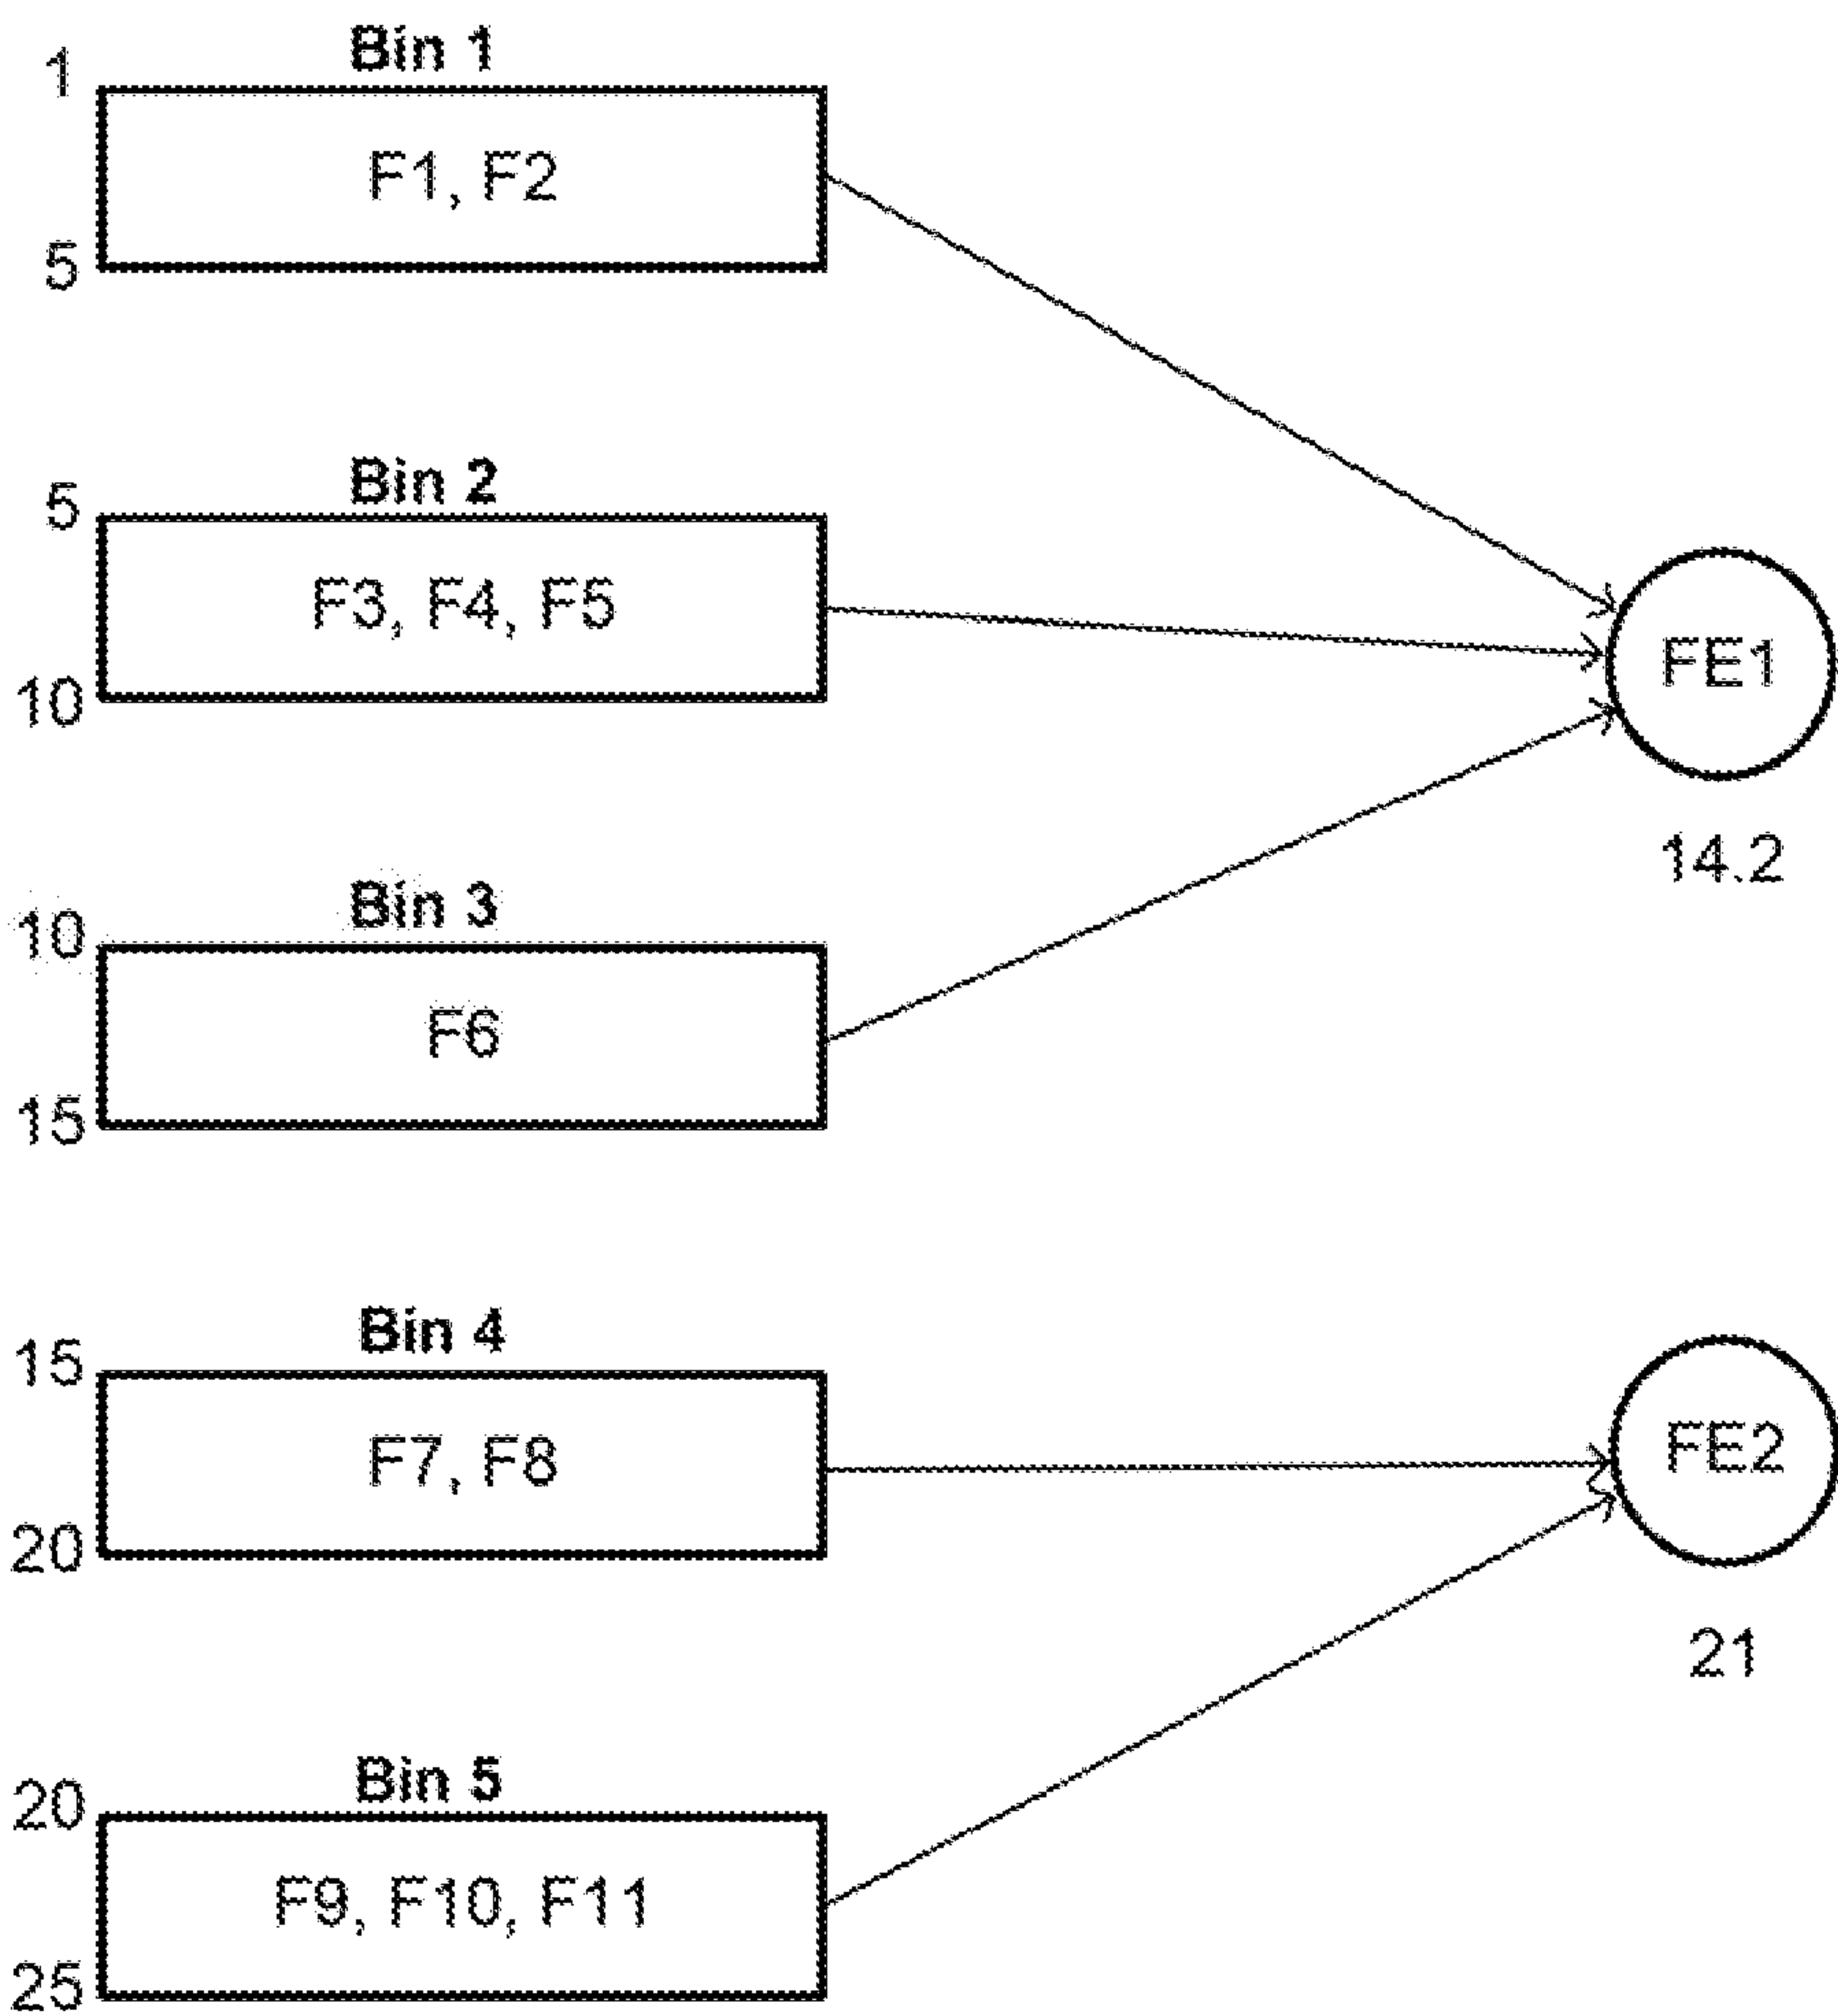 Bin 1
1
F1, F2
5
Bin 2
5
F3, F4, F5
10
FE1
14.2
Bin 3
10
F6
15
Bin 4
15
F7, F8
20
FE2
21
Bin 5
20
F9, F10, F11
25